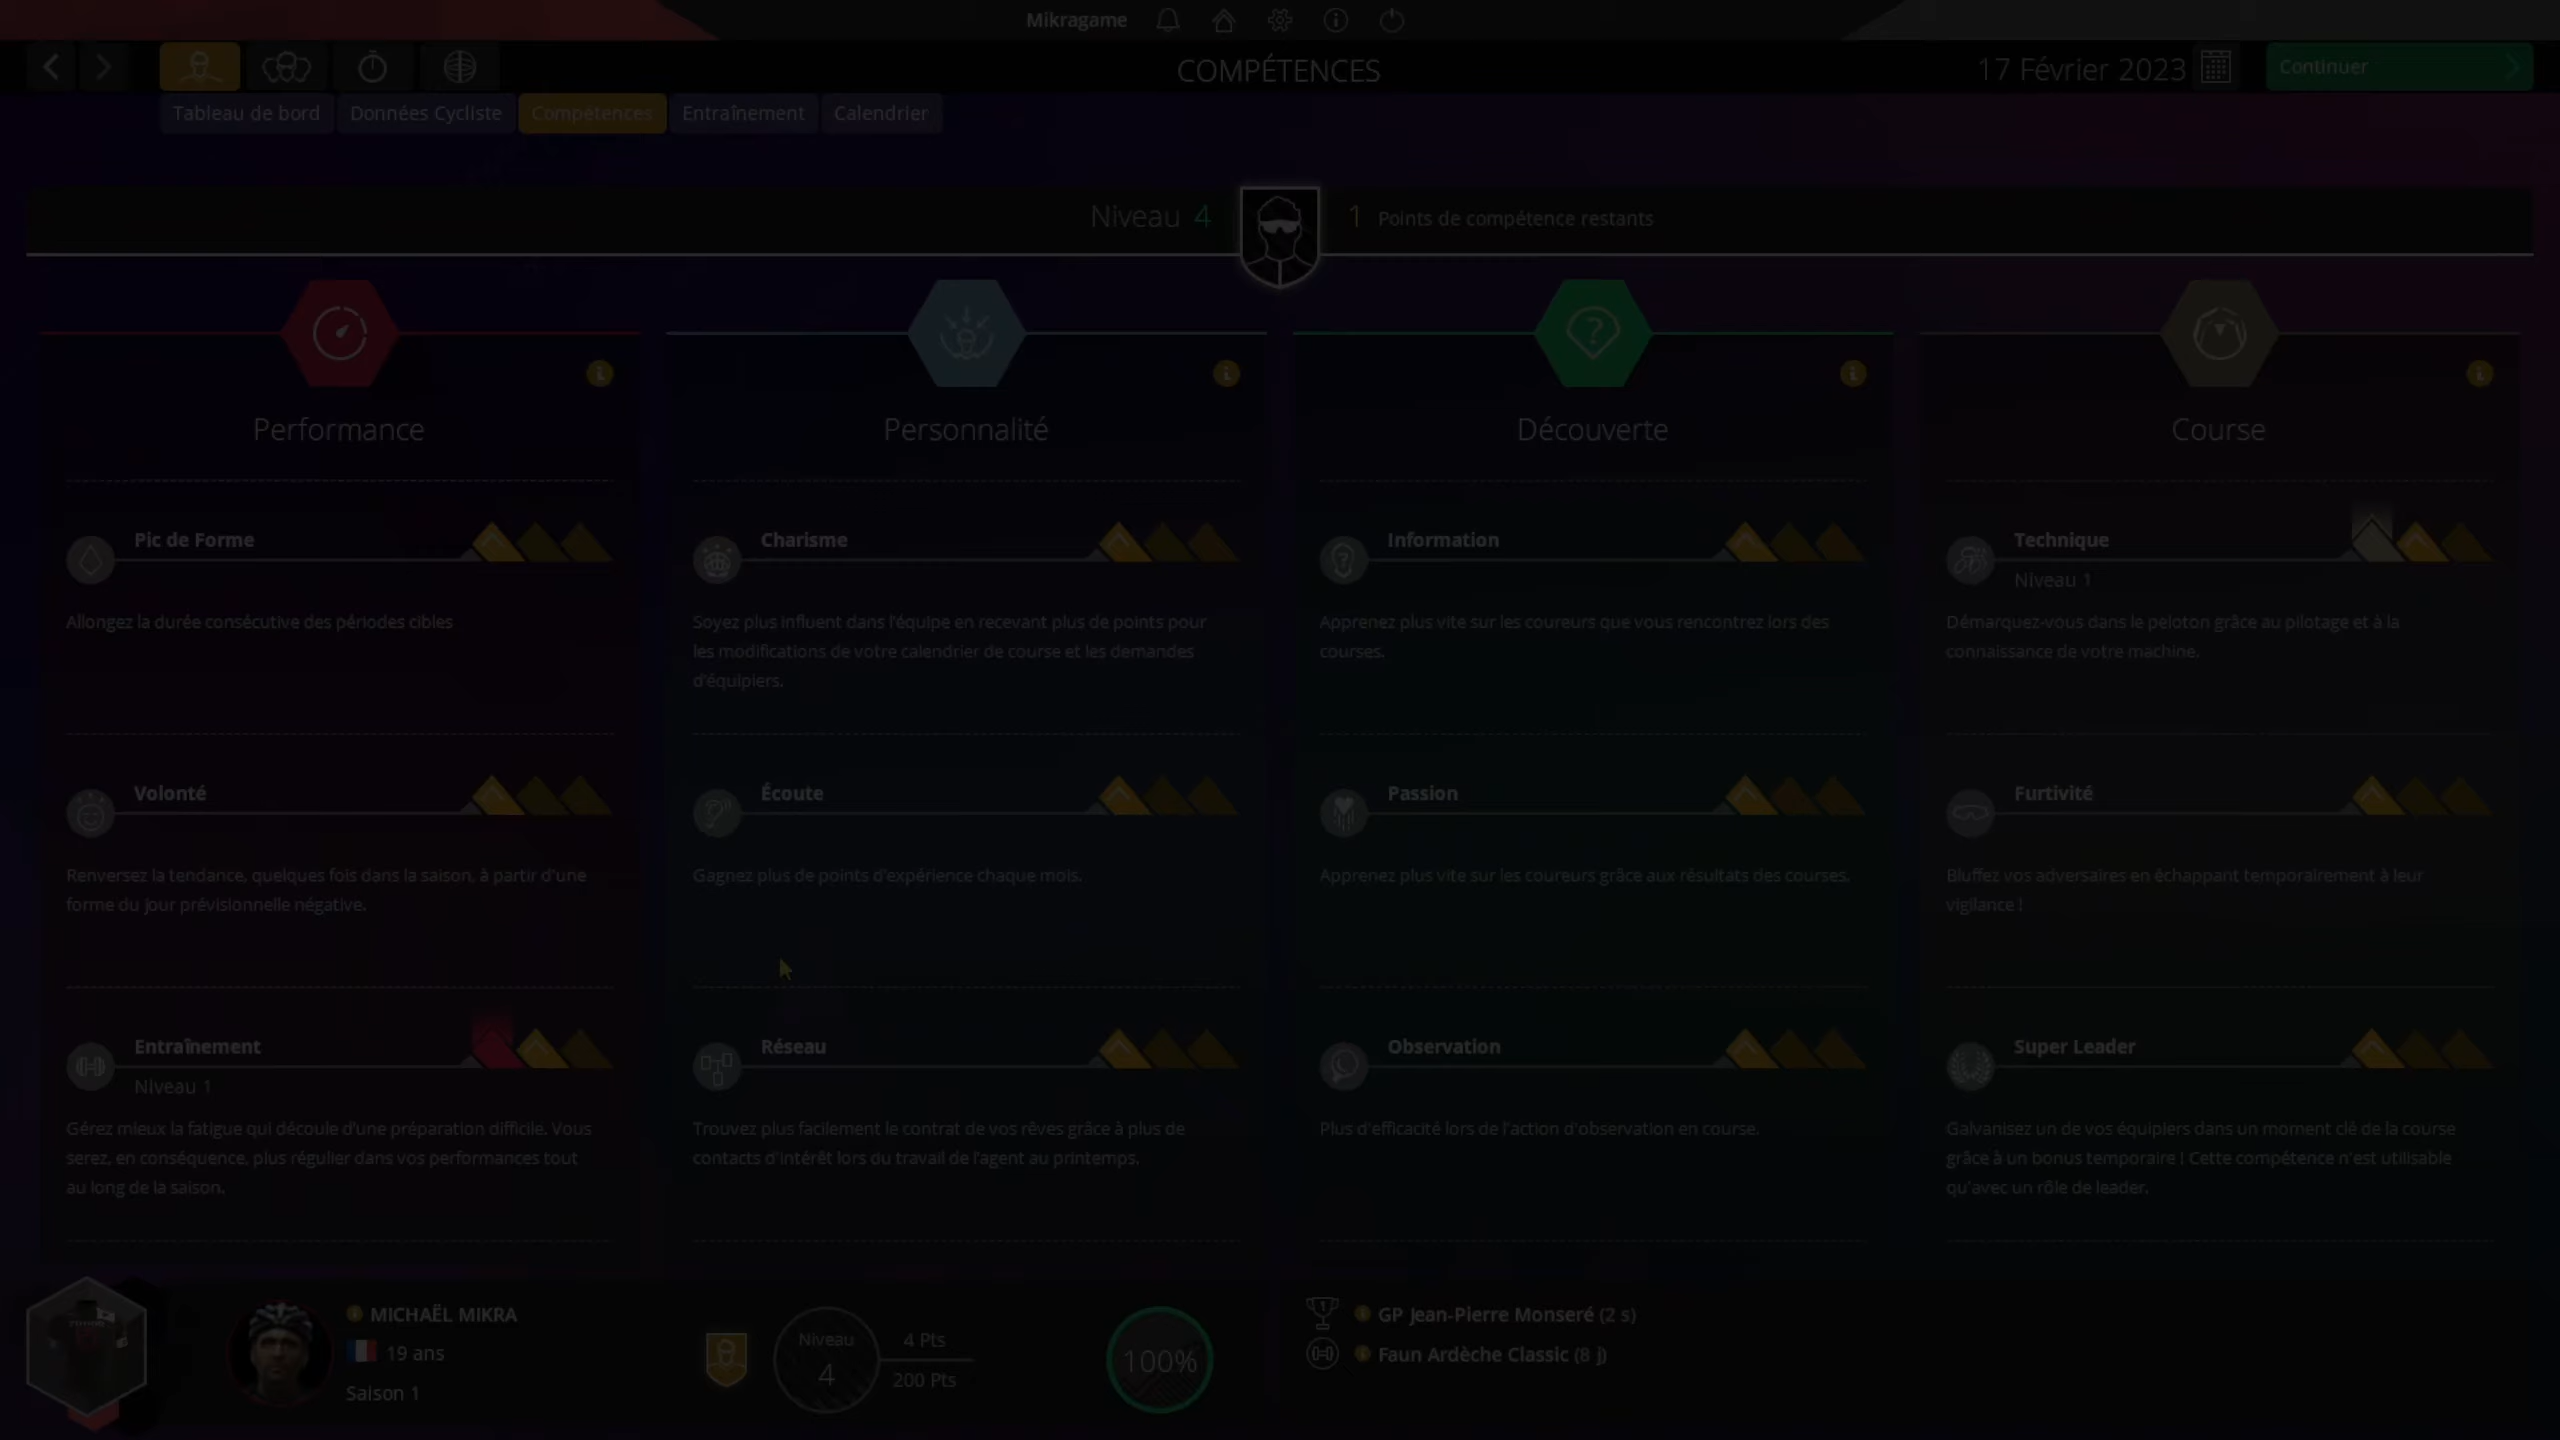 Mikragame
COMPÉTENCES
17 Février 2023
Continuer
Tableau de bord
Données Cycliste
Compétences
Entraînement
Calendrier
Niveau 4
1 Points de compétence restants
Performance
Pic de Forme
Allongez la durée consécutive des périodes cibles
Volonté
Renversez la tendance, quelques fois dans la saison, à partir d'une
forme du jour prévisionnelle négative.
Entraînement
Niveau 1
Gérez mieux la fatigue qui découle d'une préparation difficile. Vous
serez, en conséquence, plus régulier dans vos performances tout
au long de la saison.
Personnalité
Charisme
Soyez plus influent dans l'équipe en recevant plus de points pour
les modifications de votre calendrier de course et les demandes
d'équipiers.
Écoute
Gagnez plus de points d'expérience chaque mois.
Réseau
Trouvez plus facilement le contrat de vos rêves grâce à plus de
contacts d'intérêt lors du travail de l'agent au printemps.
Découverte
Information
Apprenez plus vite sur les coureurs que vous rencontrez lors des
courses.
Passion
Apprenez plus vite sur les coureurs grâce aux résultats des courses.
Observation
Plus d'efficacité lors de l'action d'observation en course.
Course
Technique
Niveau 1
Démarquez-vous dans le peloton grâce au pilotage et à la
connaissance de votre machine.
Furtivité
Bluffez vos adversaires en échappant temporairement à leur
vigilance !
Super Leader
Galvanisez un de vos équipiers dans un moment clé de la course
grâce à un bonus temporaire ! Cette compétence n'est utilisable
qu'avec un rôle de leader.
MICHAËL MIKRA
19 ans
Saison 1
Niveau
4
4 Pts
200 Pts
100%
GP Jean-Pierre Monseré (2 s)
Faun Ardèche Classic (8 j)